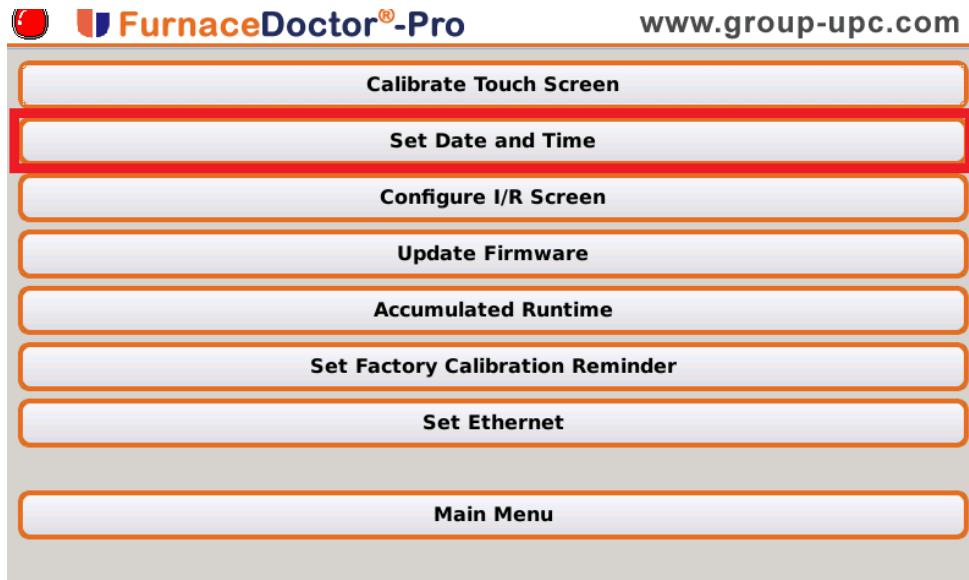 FurnaceDoctor®-Pro www.group-upc.com
Calibrate Touch Screen
Set Date and Time
Configure I/R Screen
Update Firmware
Accumulated Runtime
Set Factory Calibration Reminder
Set Ethernet
Main Menu